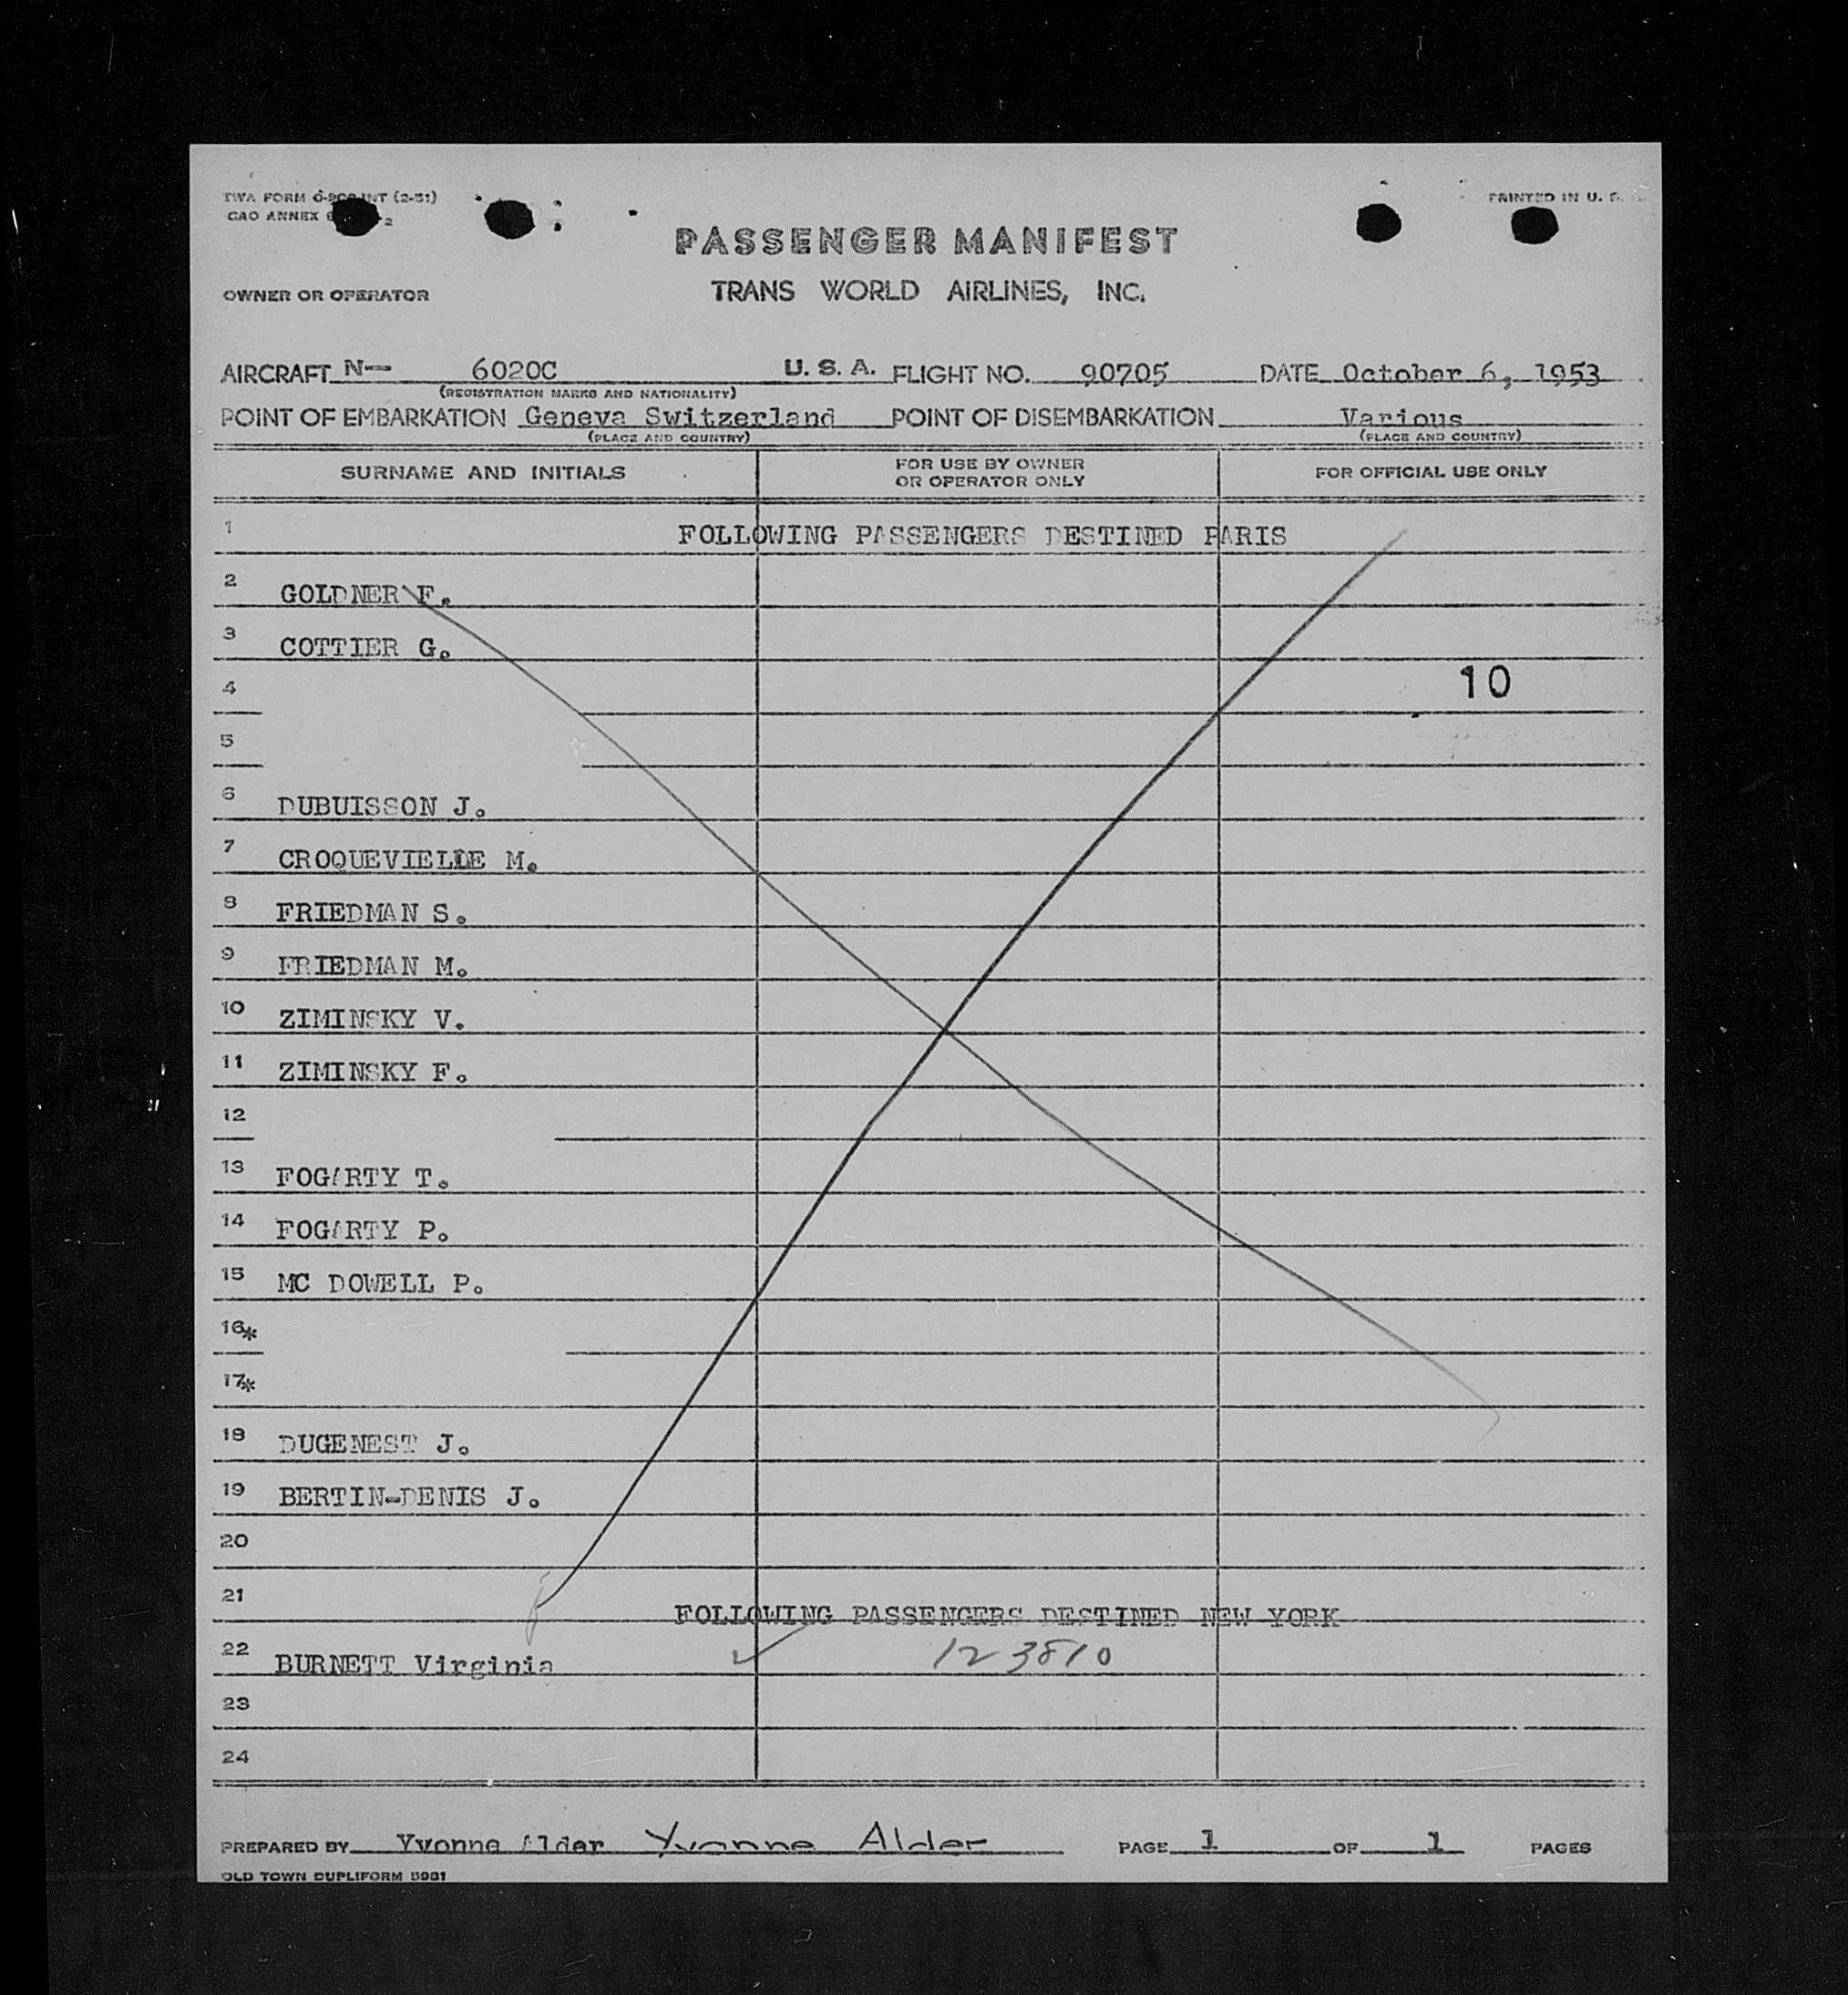 TWA FORM (2-51)
CAO ANNEX
PRINTED IN U. S.
PASSENGER MANIFEST
OWNER OR OPERATOR TRANS WORLD AIRLINES, INC.
AIRCRAFT N— 6020C U. S. A. FLIGHT NO. 90705 DATE October 6, 1953
(REGISTRATION MARKS AND NATIONALITY)
POINT OF EMBARKATION Geneva Switzerland POINT OF DISEMBARKATION Various
(PLACE AND COUNTRY) (PLACE AND COUNTRY)
SURNAME AND INITIALS FOR USE BY OWNER OR OPERATOR ONLY FOR OFFICIAL USE ONLY
1 FOLLOWING PASSENGERS DESTINED PARIS
2 GOLDNER F.
3 COTTIER G.
4 10
5
6 DUBUISSON J.
7 CROQUEVIELLE M.
8 FRIEDMAN S.
9 FRIEDMAN M.
10 ZIMINSKY V.
11 ZIMINSKY F.
12
13 FOGARTY T.
14 FOGARTY P.
15 MC DOWELL P.
16*
17*
18 DUGENEST J.
19 BERTIN-DENIS J.
20
21 FOLLOWING PASSENGERS DESTINED NEW YORK
22 BURNETT Virginia ✓ 12 3810
23
24
PREPARED BY Yvonne Alder Yvonne Alder PAGE 1 OF 1 PAGES
OLD TOWN DUPLIFORM 5981